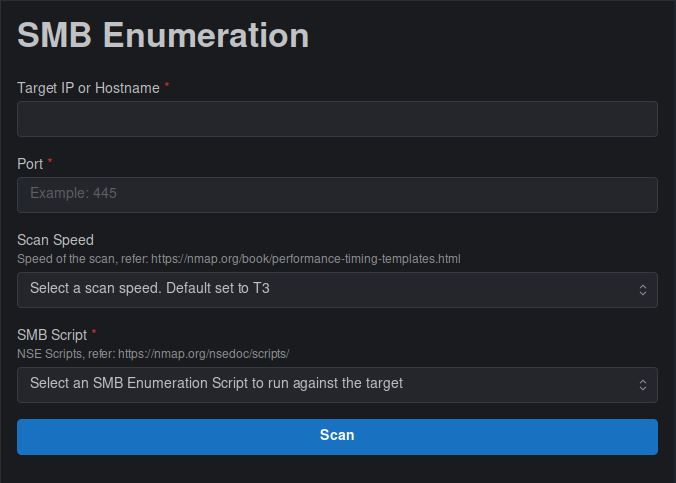 SMB Enumeration
Target IP or Hostname *
Port *
Example: 445
Scan Speed
Speed of the scan, refer: https://nmap.org/book/performance-timing-templates.html
Select a scan speed. Default set to T3
SMB Script *
NSE Scripts, refer: https://nmap.org/nsedoc/scripts/
Select an SMB Enumeration Script to run against the target
Scan